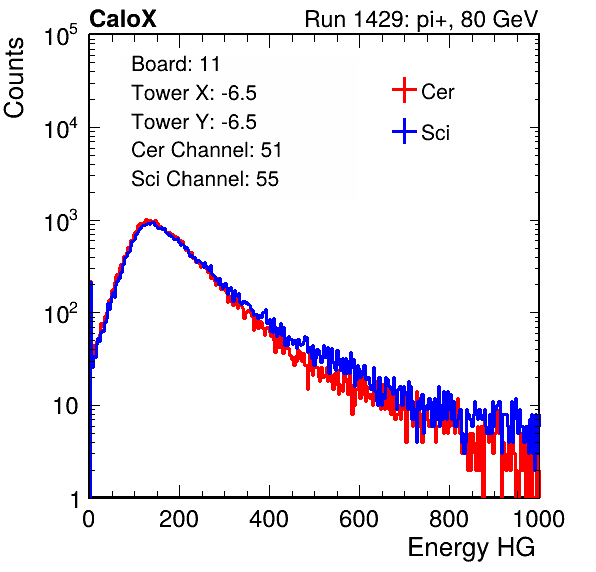 CaloX Run 1429: pi+, 80 GeV
Counts
Board: 11
Tower X: -6.5
Tower Y: -6.5
Cer Channel: 51
Sci Channel: 55
Cer
Sci
10^5
10^4
10^3
10^2
10
1
0 200 400 600 800 1000
Energy HG